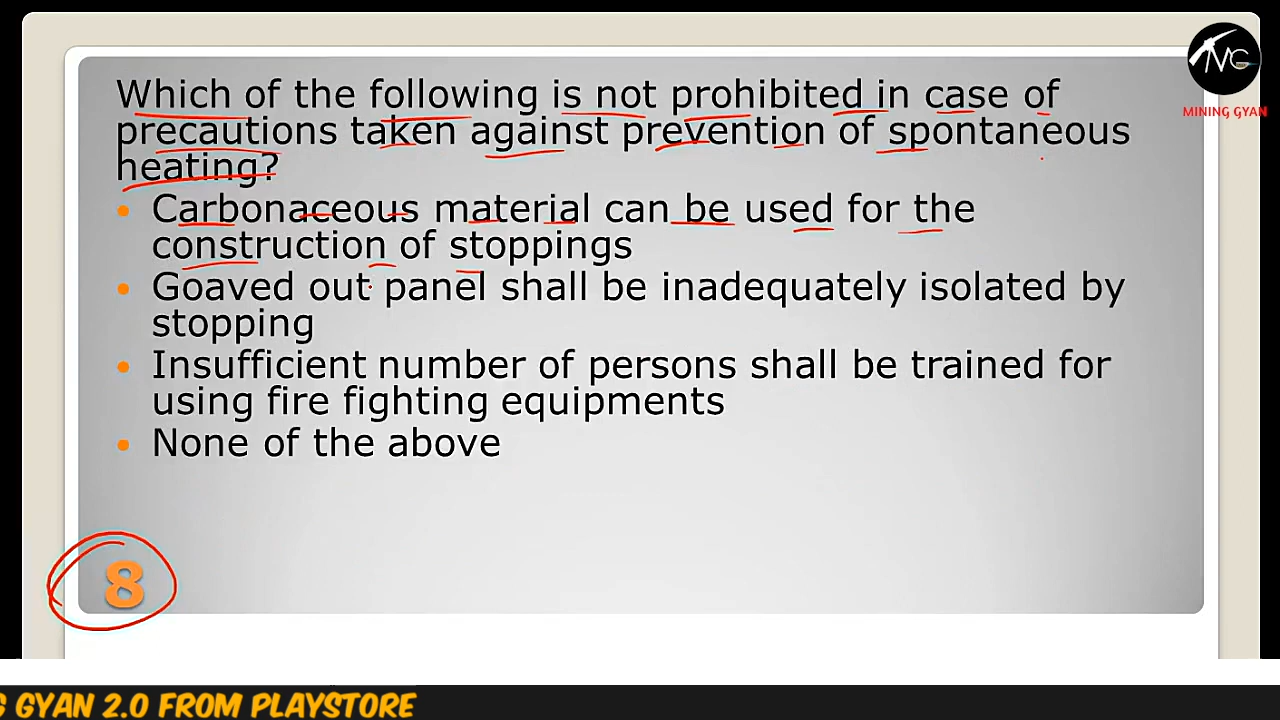 MINING GYAN
Which of the following is not prohibited in case of
precautions taken against prevention of spontaneous
heating?
• Carbonaceous material can be used for the
construction of stoppings
• Goaved out panel shall be inadequately isolated by
stopping
• Insufficient number of persons shall be trained for
using fire fighting equipments
• None of the above
8
G GYAN 2.0 FROM PLAYSTORE